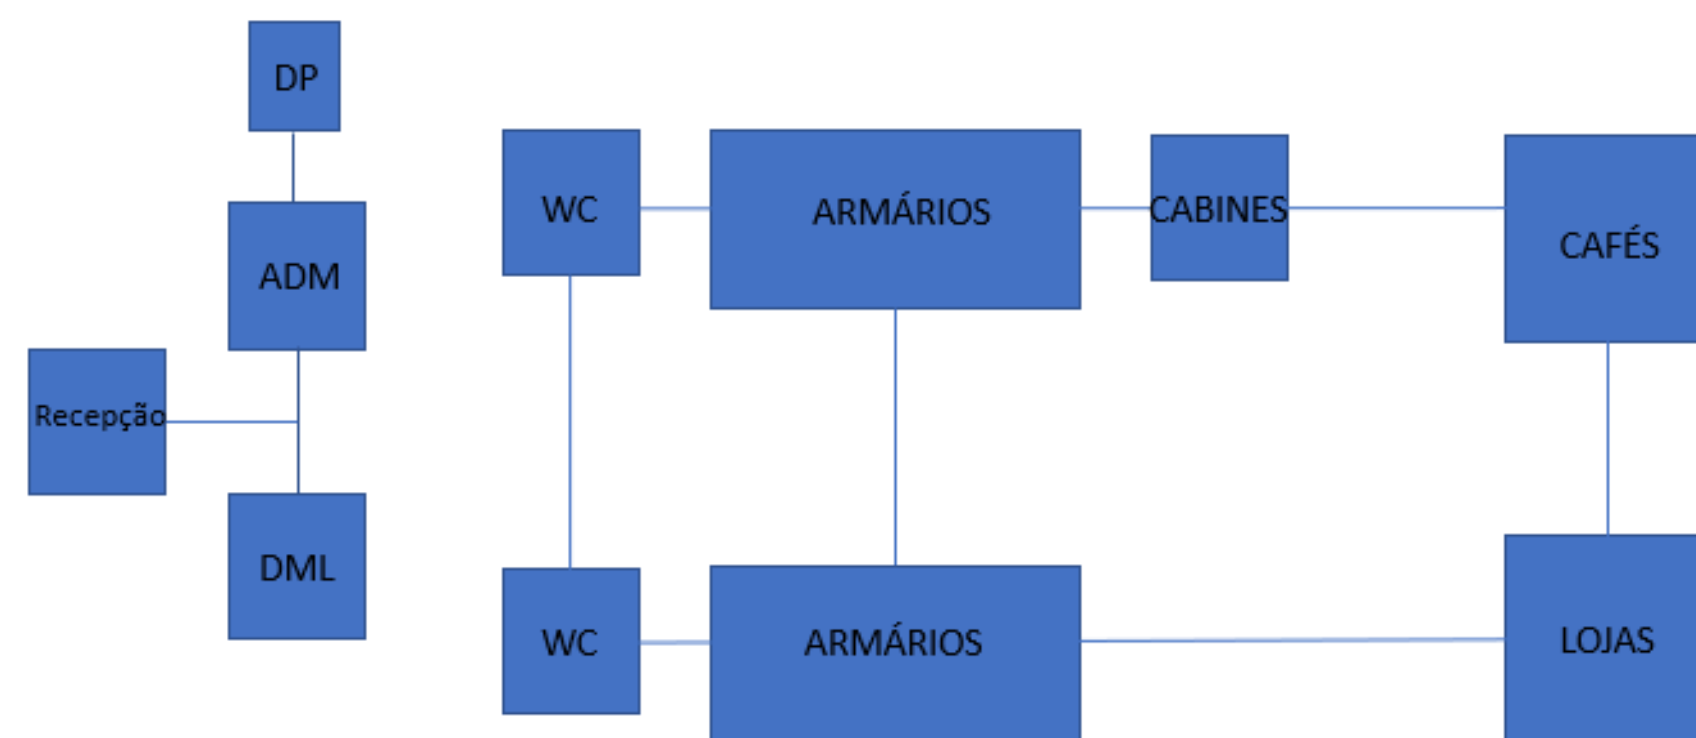 DP
WC
ARMÁRIOS
CABINES
CAFÉS
ADM
Recepção
DML
WC
ARMÁRIOS
LOJAS